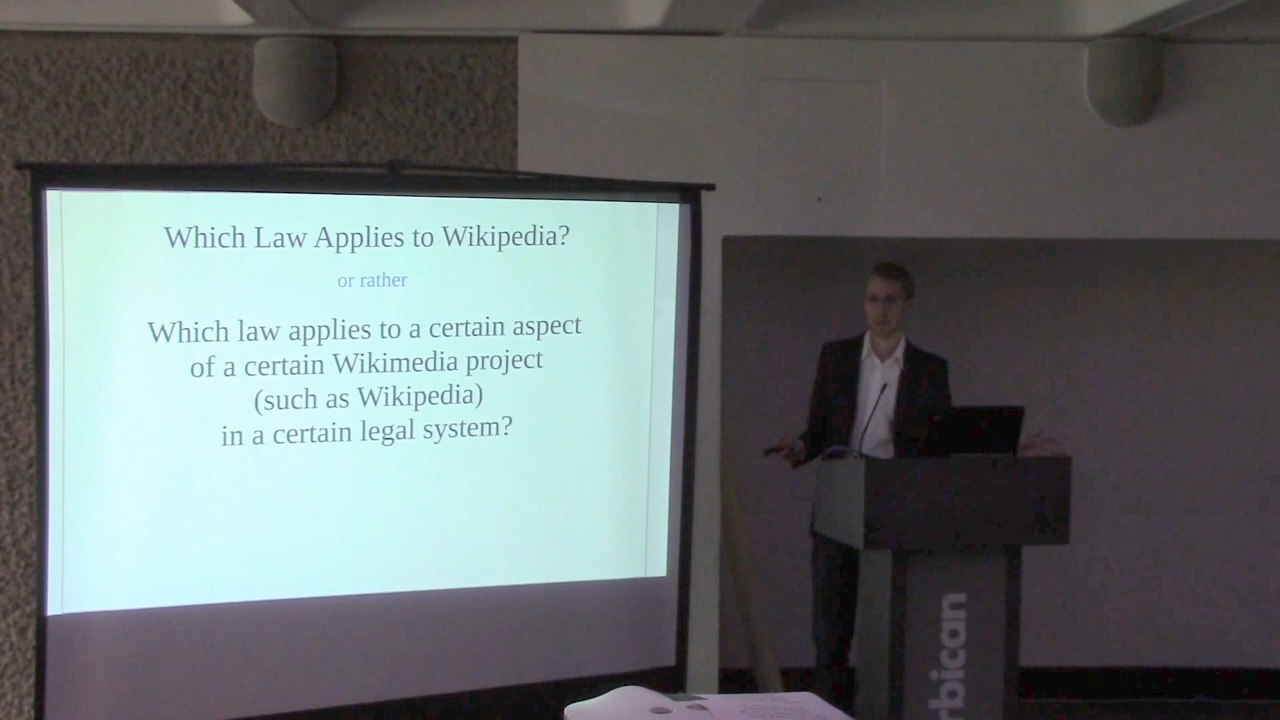 Which Law Applies to Wikipedia?
or rather
Which law applies to a certain aspect
of a certain Wikimedia project
(such as Wikipedia)
in a certain legal system?
rbican